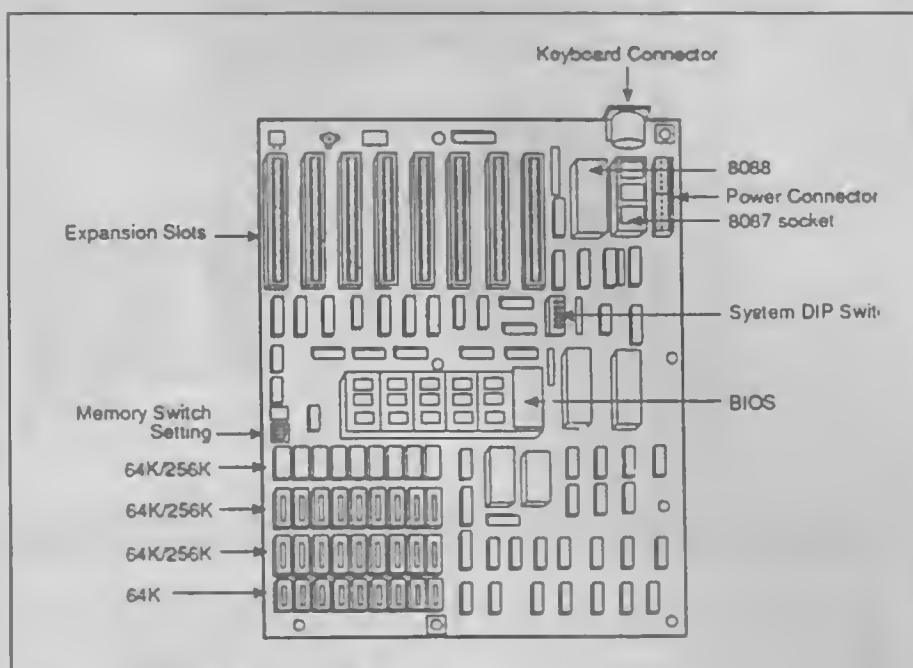 Keyboard Connector
8088
Power Connector
8087 socket
Expansion Slots
System DIP Swit
BIOS
Memory Switch
Setting
64K/256K
64K/256K
64K/256K
64K